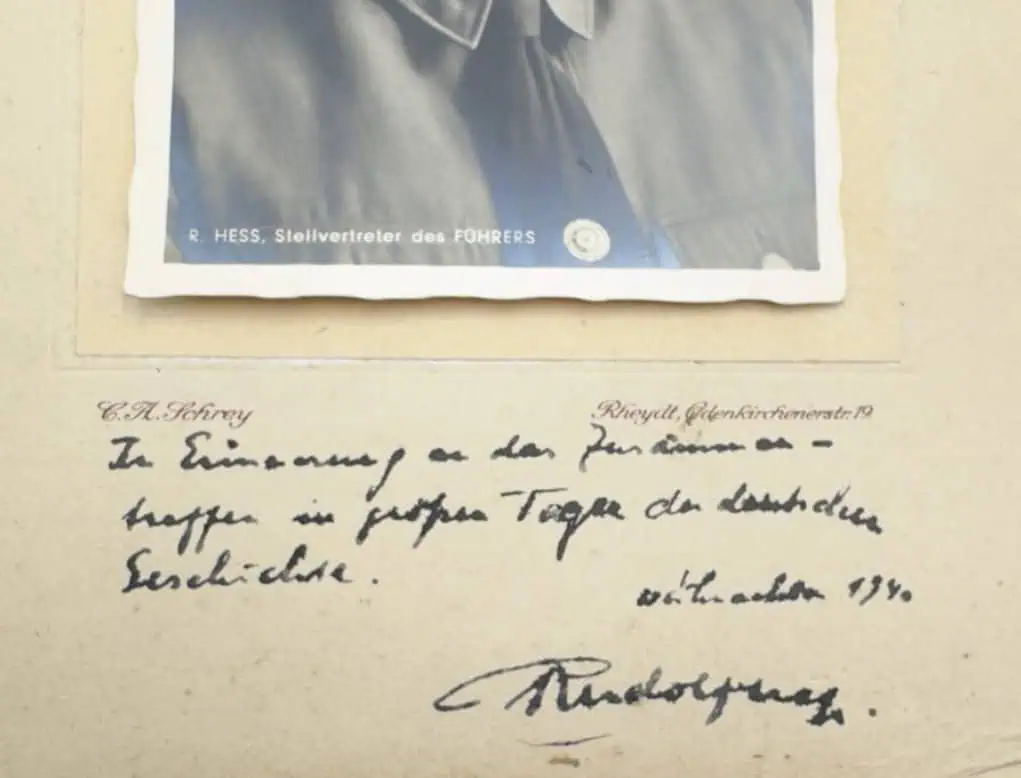 R. HESS, Stellvertreter des FÜHRERS
C. A. Schrey
Rheydt, Odenkirchenerstr. 19
In Erinnerung an das Zusammen-
treffen in großen Tagen der deutschen
Geschichte.
Weihnachten 1940
Rudolf Hess.